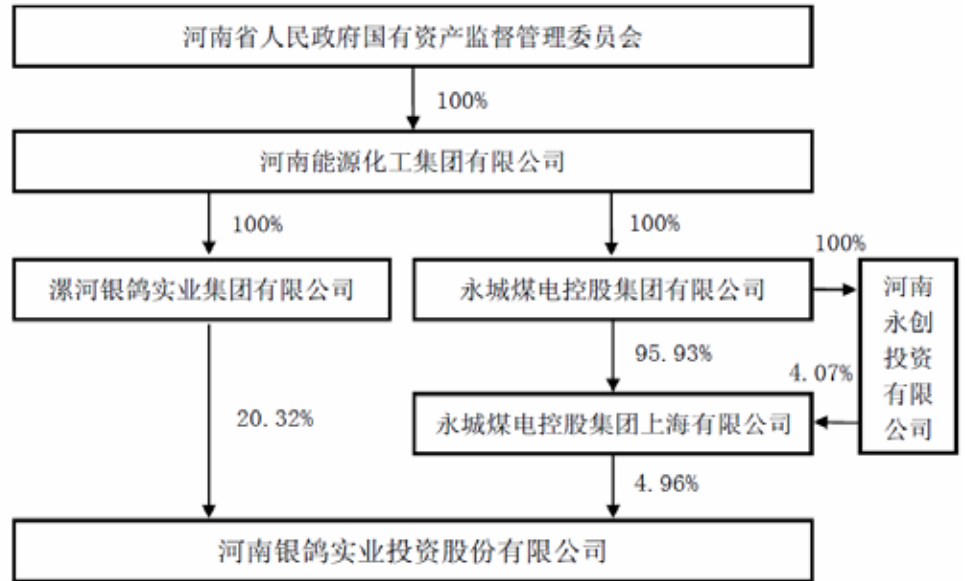 河南省人民政府国有资产监督管理委员会
100%
河南能源化工集团有限公司
100%
100%
100%
漯河银鸽实业集团有限公司
永城煤电控股集团有限公司
河南
永创
投资
有限
公司
95.93%
4.07%
20.32%
永城煤电控股集团上海有限公司
4.96%
河南银鸽实业投资股份有限公司